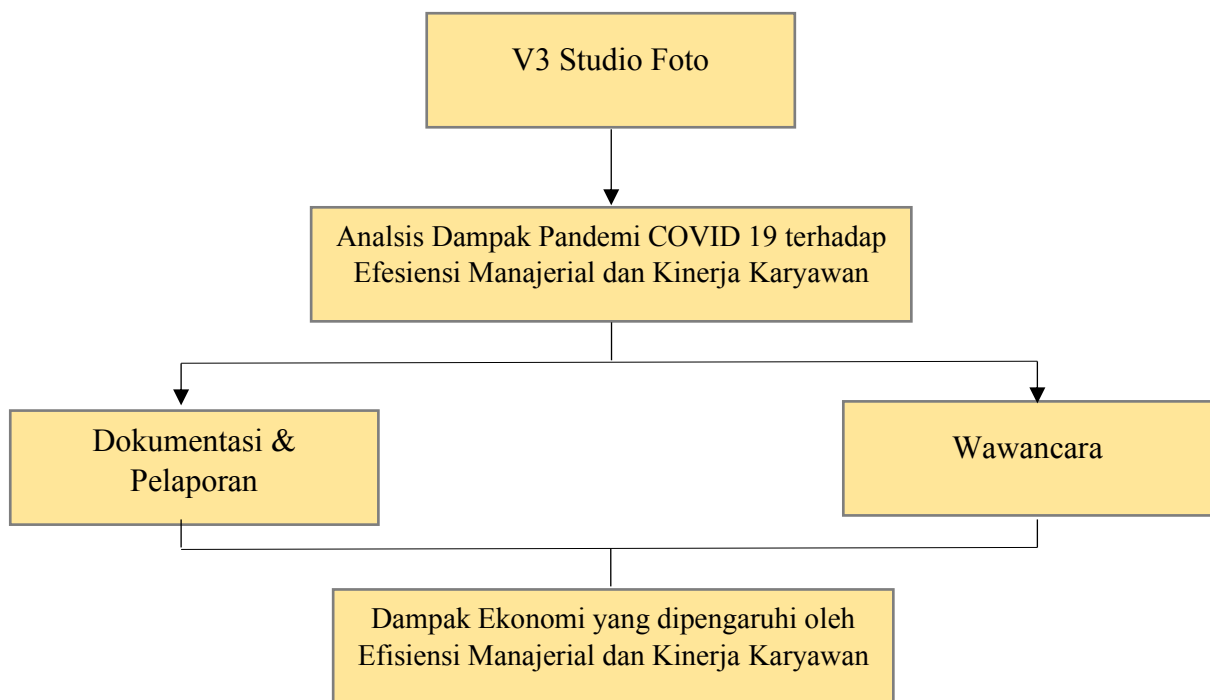 V3 Studio Foto
Analsis Dampak Pandemi COVID 19 terhadap
Efesiensi Manajerial dan Kinerja Karyawan
Dokumentasi &
Pelaporan
Wawancara
Dampak Ekonomi yang dipengaruhi oleh
Efisiensi Manajerial dan Kinerja Karyawan